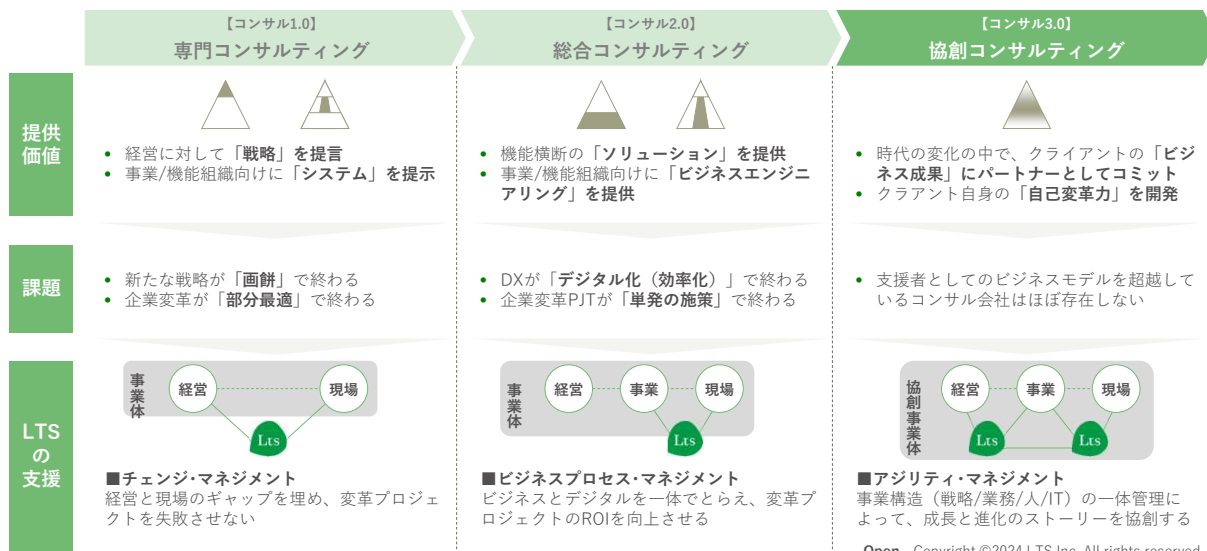 【コンサル1.0】
専門コンサルティング
【コンサル2.0】
総合コンサルティング
【コンサル3.0】
協創コンサルティング
提供
価値
• 経営に対して「戦略」を提言
• 事業/機能組織向けに「システム」を提示
• 機能横断の「ソリューション」を提供
• 事業/機能組織向けに「ビジネスエンジニ
アリング」を提供
• 時代の変化の中で、クライアントの「ビジ
ネス成果」にパートナーとしてコミット
• クラアント自身の「自己変革力」を開発
課題
• 新たな戦略が「画餅」で終わる
• 企業変革が「部分最適」で終わる
• DXが「デジタル化（効率化）」で終わる
• 企業変革PJTが「単発の施策」で終わる
• 支援者としてのビジネスモデルを超越して
いるコンサル会社はほぼ存在しない
LTS
の
支援
事業体
経営
現場
Lts
■チェンジ･マネジメント
経営と現場のギャップを埋め、変革プロジェ
クトを失敗させない
事業体
経営
事業
現場
Lts
■ビジネスプロセス･マネジメント
ビジネスとデジタルを一体でとらえ、変革プ
ロジェクトのROIを向上させる
協創事業体
経営
事業
現場
Lts
Lts
■アジリティ･マネジメント
事業構造（戦略/業務/人/IT）の一体管理に
よって、成長と進化のストーリーを協創する
Open Copyright ©2024 LTS Inc. All rights reserved